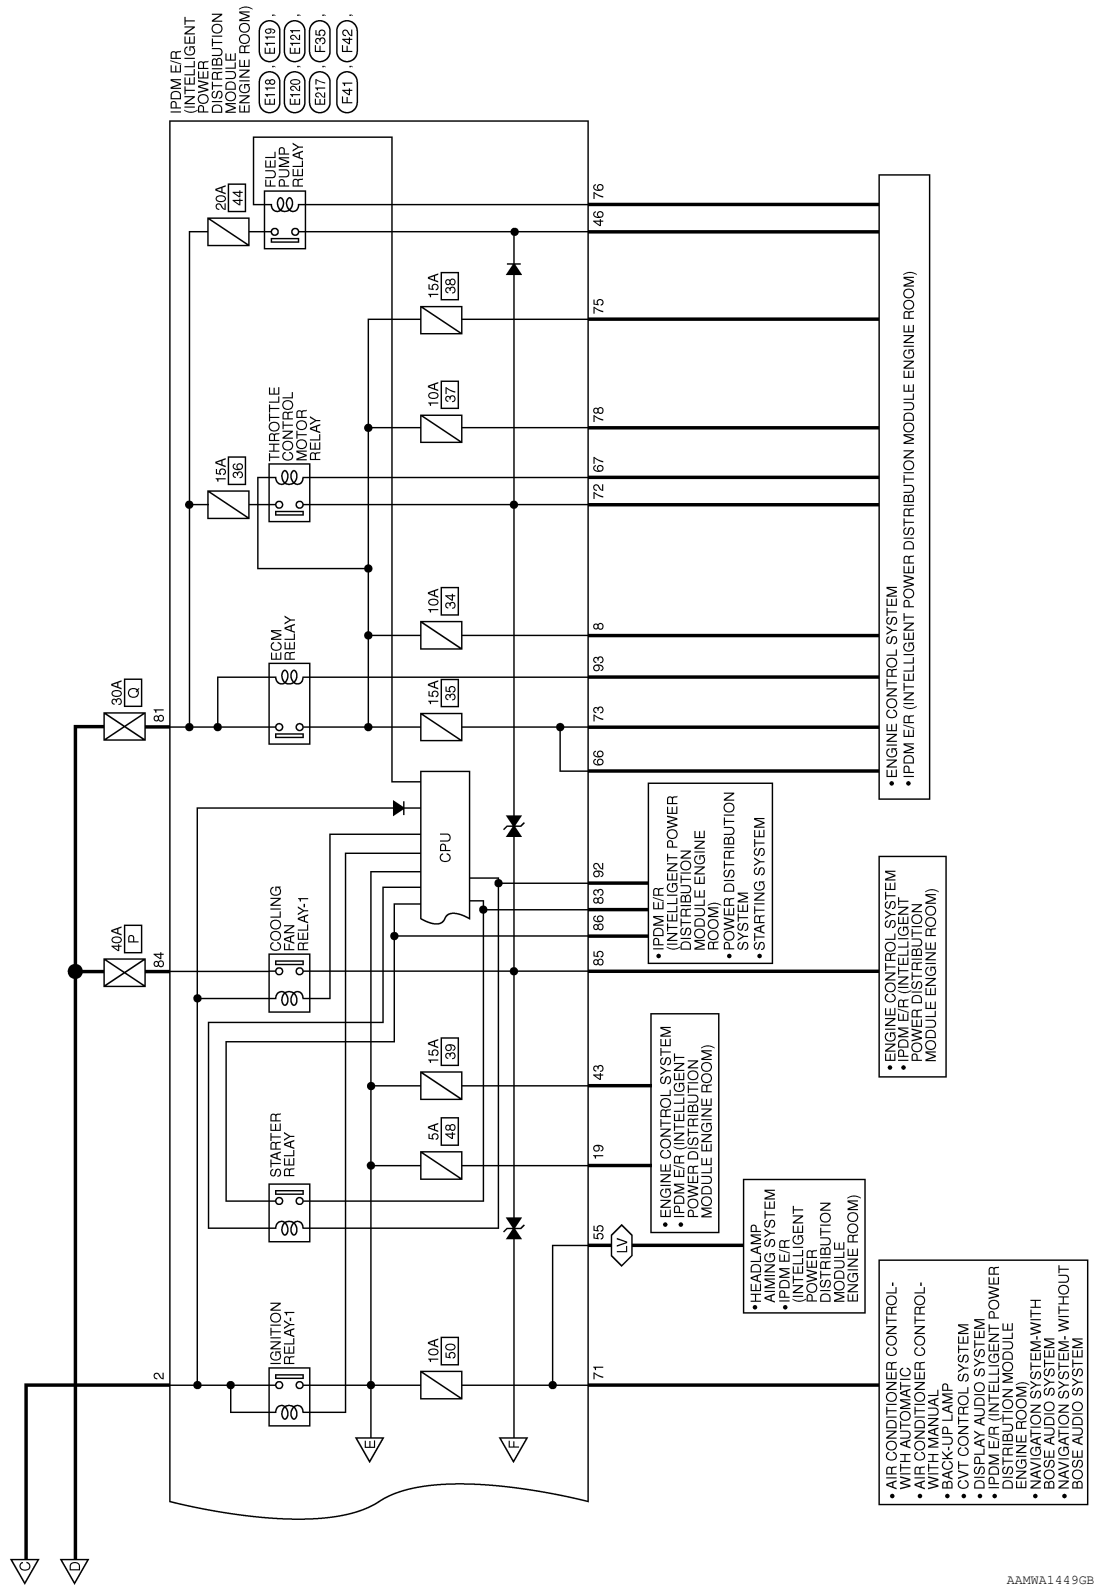 IPDM E/R
(INTELLIGENT
POWER
DISTRIBUTION
MODULE
ENGINE ROOM)
E118 , E119 ,
E120 , E121 ,
E217 , F35 ,
F41 , F42
20A
44
FUEL
PUMP
RELAY
76
46
15A
38
75
10A
37
78
THROTTLE
CONTROL
MOTOR
RELAY
15A
36
67
72
10A
34
8
ECM
RELAY
93
30A
Q
81
15A
35
73
66
• ENGINE CONTROL SYSTEM
• IPDM E/R (INTELLIGENT POWER DISTRIBUTION MODULE ENGINE ROOM)
CPU
92
83
86
• IPDM E/R
(INTELLIGENT POWER
DISTRIBUTION
MODULE ENGINE
ROOM)
• POWER DISTRIBUTION
SYSTEM
• STARTING SYSTEM
40A
P
84
COOLING
FAN
RELAY-1
85
• ENGINE CONTROL SYSTEM
• IPDM E/R (INTELLIGENT
POWER DISTRIBUTION
MODULE ENGINE ROOM)
15A
39
43
5A
48
19
• ENGINE CONTROL SYSTEM
• IPDM E/R (INTELLIGENT
POWER DISTRIBUTION
MODULE ENGINE ROOM)
STARTER
RELAY
55
LV
• HEADLAMP
AIMING SYSTEM
• IPDM E/R
(INTELLIGENT
POWER
DISTRIBUTION
MODULE
ENGINE ROOM)
2
IGNITION
RELAY-1
10A
50
71
• AIR CONDITIONER CONTROL-
WITH AUTOMATIC
• AIR CONDITIONER CONTROL-
WITH MANUAL
• BACK-UP LAMP
• CVT CONTROL SYSTEM
• DISPLAY AUDIO SYSTEM
• IPDM E/R (INTELLIGENT POWER
DISTRIBUTION MODULE
ENGINE ROOM)
• NAVIGATION SYSTEM-WITH
BOSE AUDIO SYSTEM
• NAVIGATION SYSTEM- WITHOUT
BOSE AUDIO SYSTEM
E
F
C
D
AAMWA1449GB